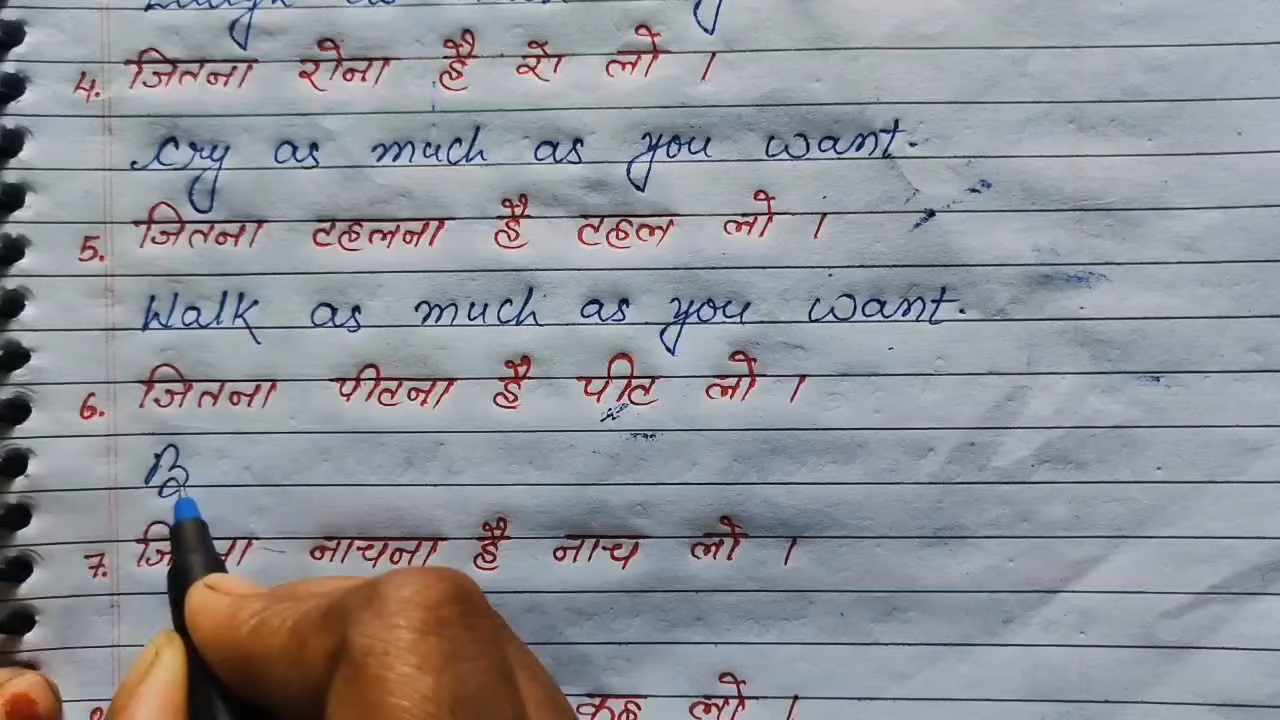 4. जितना रोना है रो लो ।
Cry as much as you want.
5. जितना टहलना है टहल लो ।
Walk as much as you want.
6. जितना पीटना है पीट लो ।
B
7. नाचना है नाच लो ।
लो ।